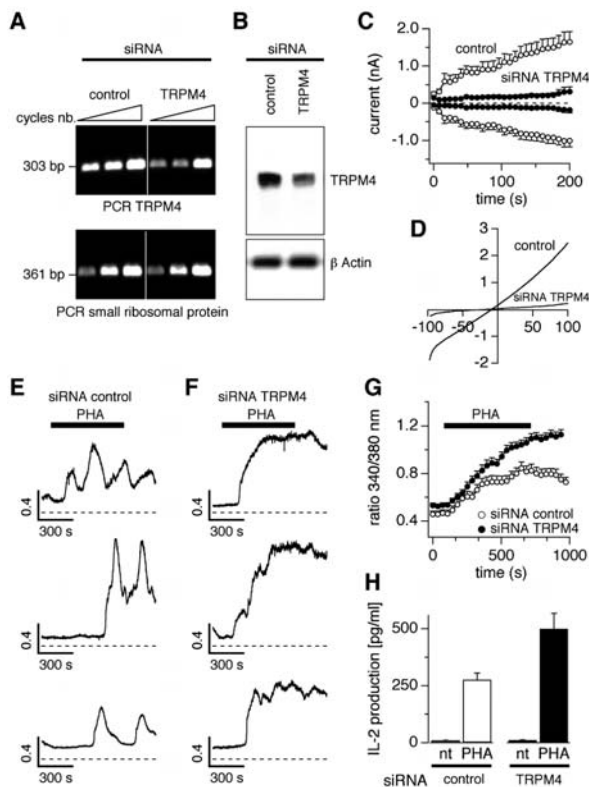 A
siRNA
control TRPM4
cycles nb.
303 bp
PCR TRPM4
361 bp
PCR small ribosomal protein
B
siRNA
control
TRPM4
TRPM4
β Actin
C
2.0
1.0
0
-1.0
current (nA)
control
siRNA TRPM4
0 100 200
time (s)
D
control
siRNA TRPM4
3
2
1
-1
-2
-100 -50 50 100
E
siRNA control
PHA
0.4
300 s
0.4
300 s
0.4
300 s
F
siRNA TRPM4
PHA
0.4
300 s
0.4
300 s
0.4
300 s
G
PHA
1.2
0.8
0.4
ratio 340/380 nm
siRNA control
siRNA TRPM4
0 500 1000
time (s)
H
500
250
0
IL-2 production [pg/ml]
nt PHA nt PHA
siRNA control TRPM4